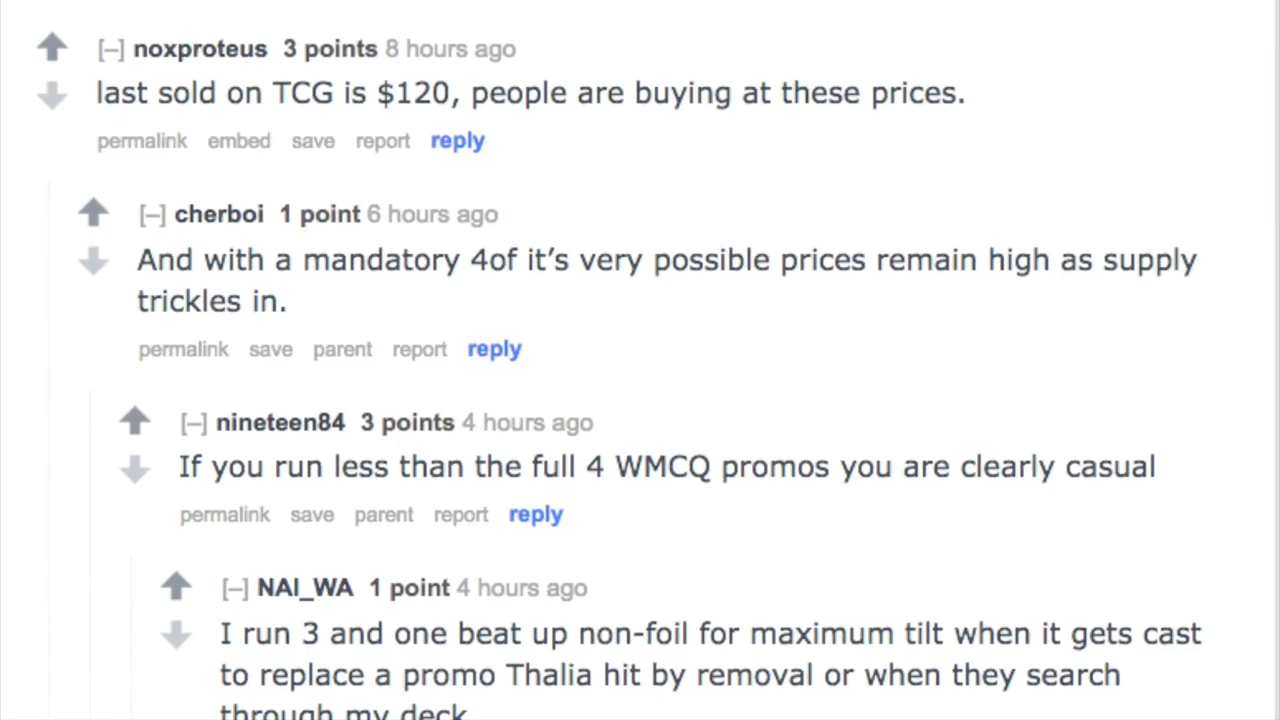 [–] noxproteus 3 points 8 hours ago
last sold on TCG is $120, people are buying at these prices.
permalink embed save report reply
[–] cherboi 1 point 6 hours ago
And with a mandatory 4of it’s very possible prices remain high as supply
trickles in.
permalink save parent report reply
[–] nineteen84 3 points 4 hours ago
If you run less than the full 4 WMCQ promos you are clearly casual
permalink save parent report reply
[–] NAI_WA 1 point 4 hours ago
I run 3 and one beat up non-foil for maximum tilt when it gets cast
to replace a promo Thalia hit by removal or when they search
through my deck